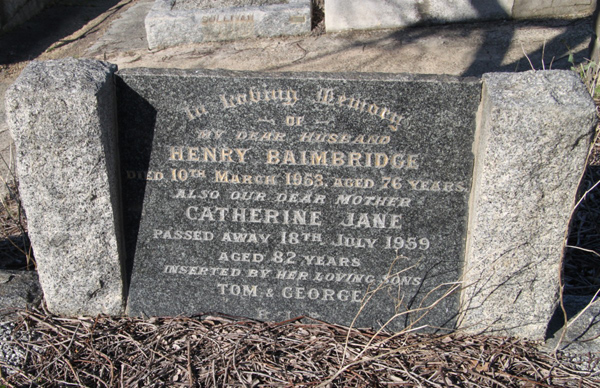 In Loving Memory
OF
MY DEAR HUSBAND
HENRY BAIMBRIDGE
DIED 10TH MARCH 1953, AGED 76 YEARS
ALSO OUR DEAR MOTHER
CATHERINE JANE
PASSED AWAY 18TH JULY 1959
AGED 82 YEARS
INSERTED BY HER LOVING SONS
TOM & GEORGE